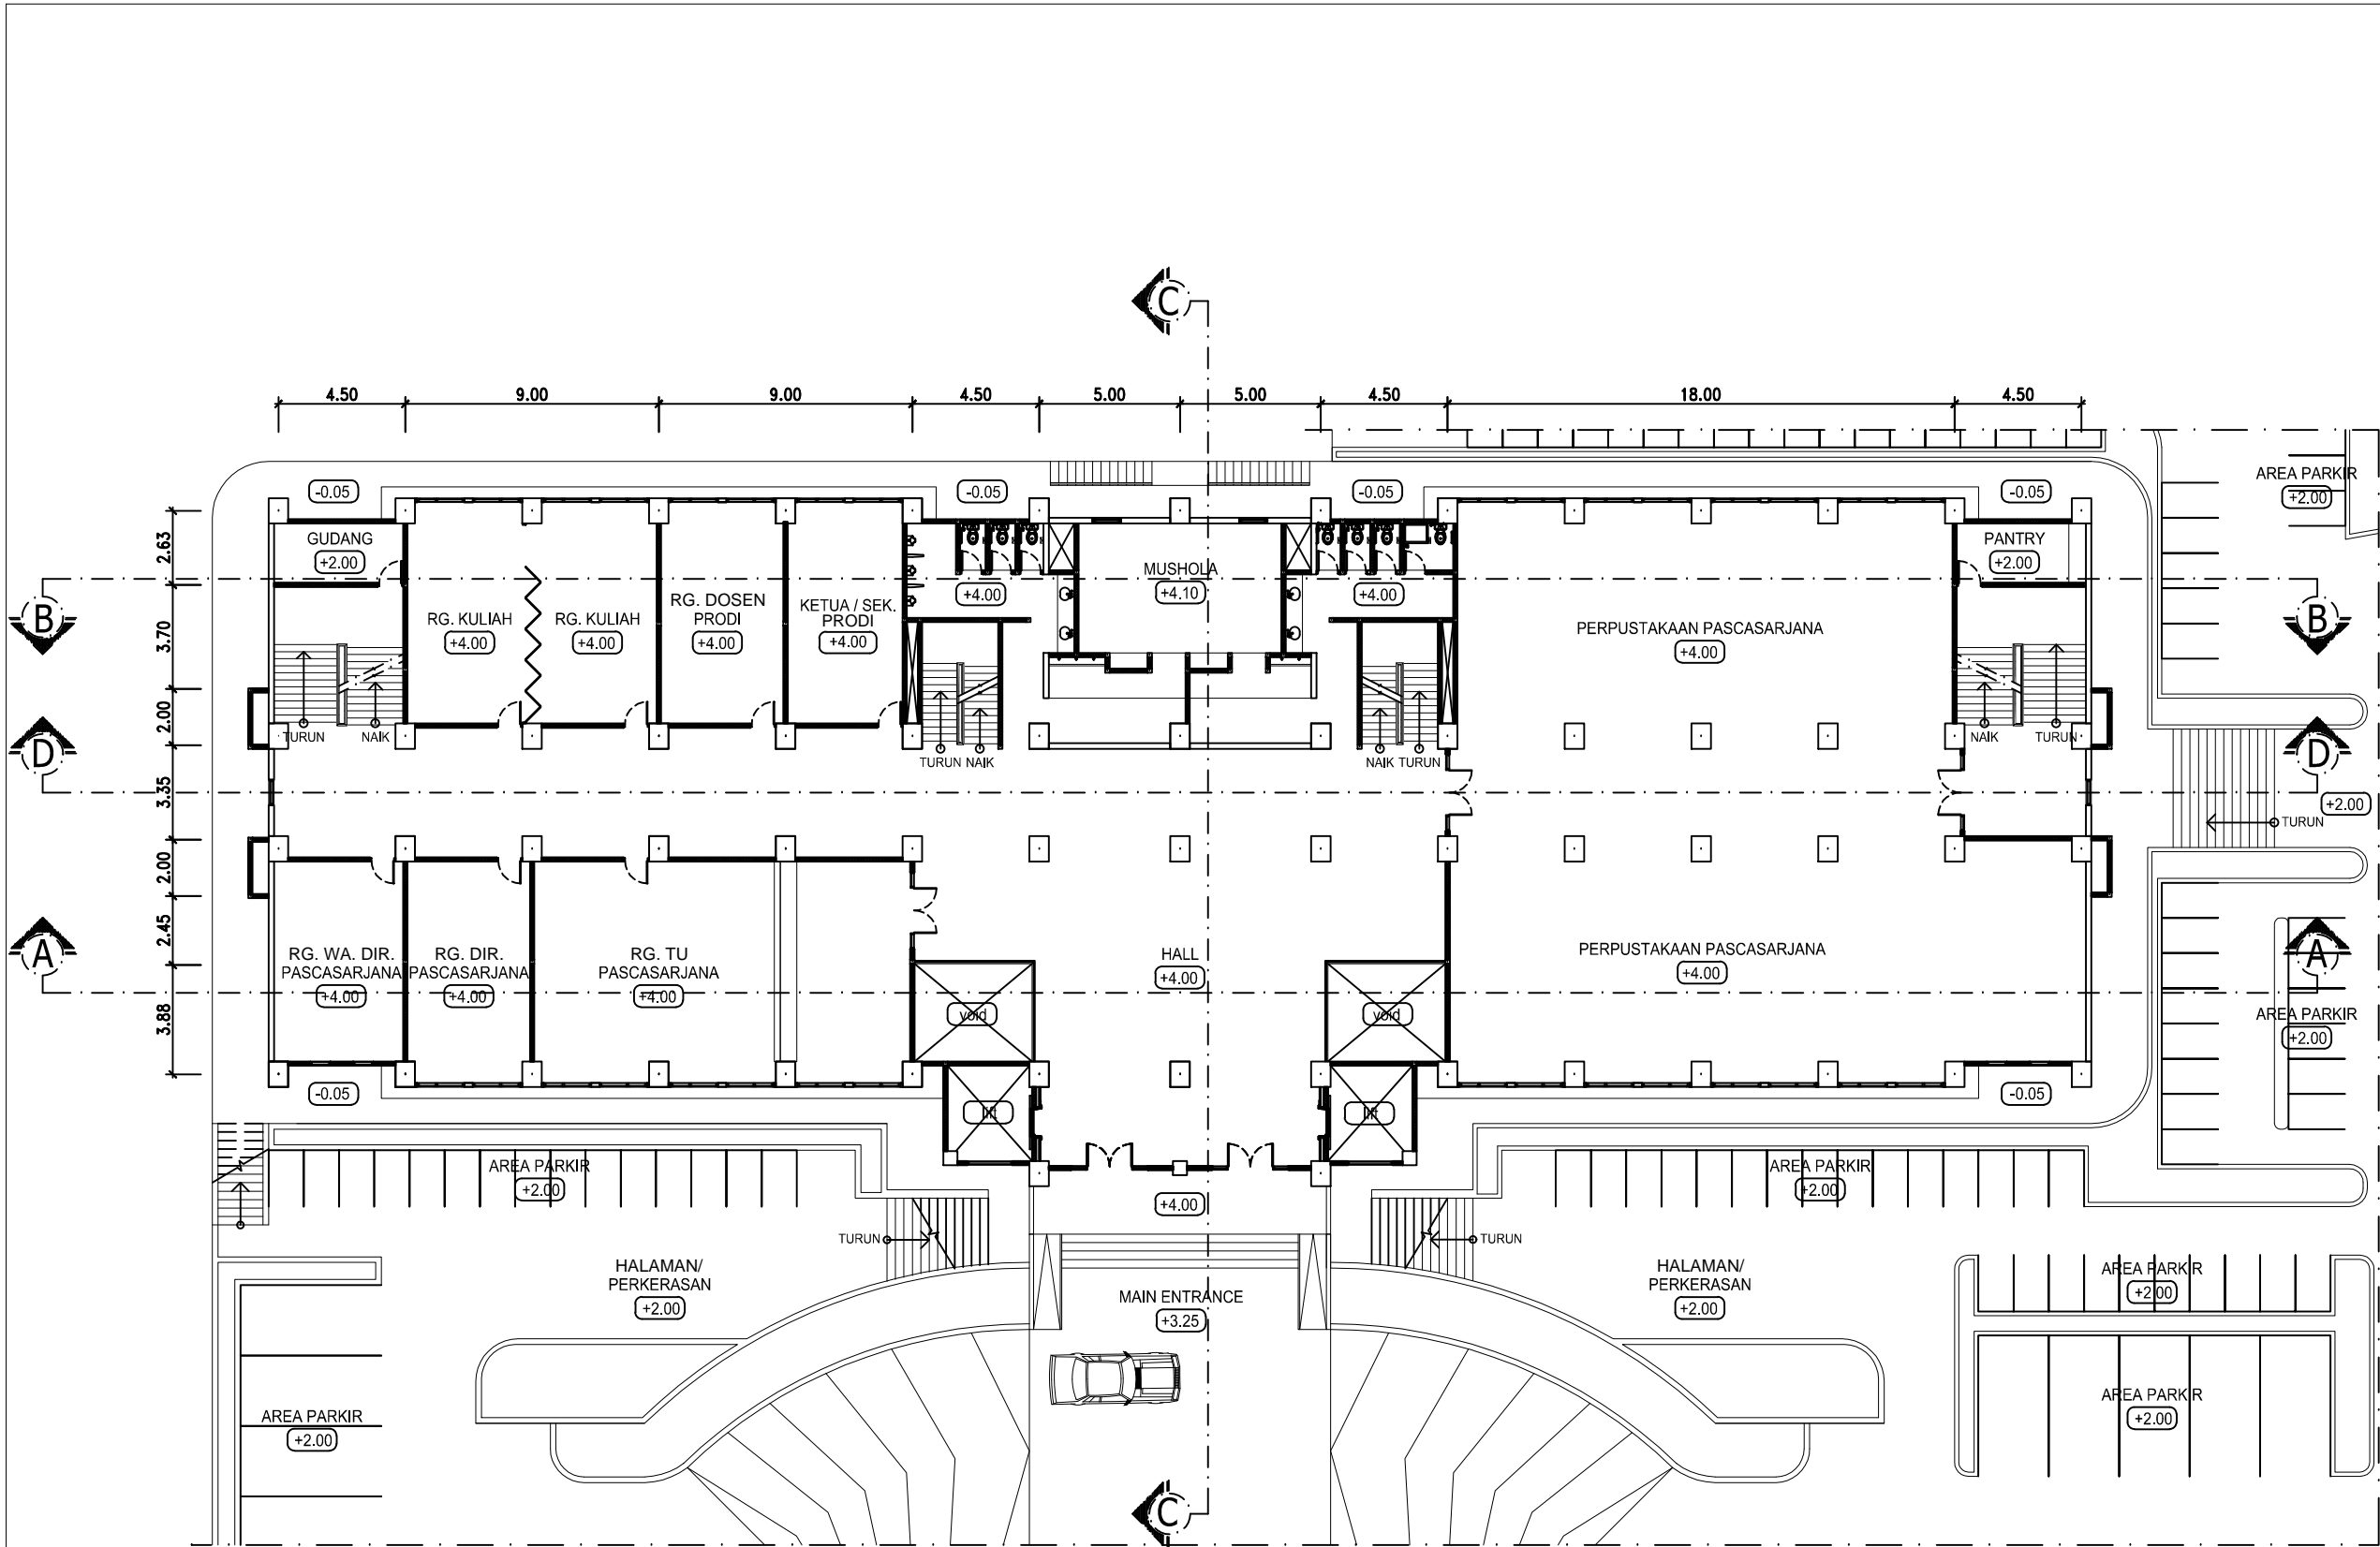 C
4.50 9.00 9.00 4.50 5.00 5.00 4.50 18.00 4.50
-0.05 -0.05 -0.05 -0.05
AREA PARKIR
+2.00
2.63
3.70
2.00
3.35
2.00
2.45
3.88
GUDANG
+2.00
RG. KULIAH
+4.00
RG. KULIAH
+4.00
RG. DOSEN
PRODI
+4.00
KETUA / SEK.
PRODI
+4.00
+4.00
MUSHOLA
+4.10
+4.00
PERPUSTAKAAN PASCASARJANA
+4.00
PANTRY
+2.00
B B
TURUN NAIK
TURUN NAIK
NAIK TURUN
NAIK TURUN
D D
+2.00
TURUN
A A
RG. WA. DIR.
PASCASARJANA
+4.00
RG. DIR.
PASCASARJANA
+4.00
RG. TU
PASCASARJANA
+4.00
HALL
+4.00
PERPUSTAKAAN PASCASARJANA
+4.00
void void
AREA PARKIR
+2.00
-0.05 -0.05
lift lift
AREA PARKIR
+2.00
AREA PARKIR
+2.00
+4.00
TURUN TURUN
HALAMAN/
PERKERASAN
+2.00
MAIN ENTRANCE
+3.25
HALAMAN/
PERKERASAN
+2.00
AREA PARKIR
+2.00
AREA PARKIR
+2.00
AREA PARKIR
+2.00
C